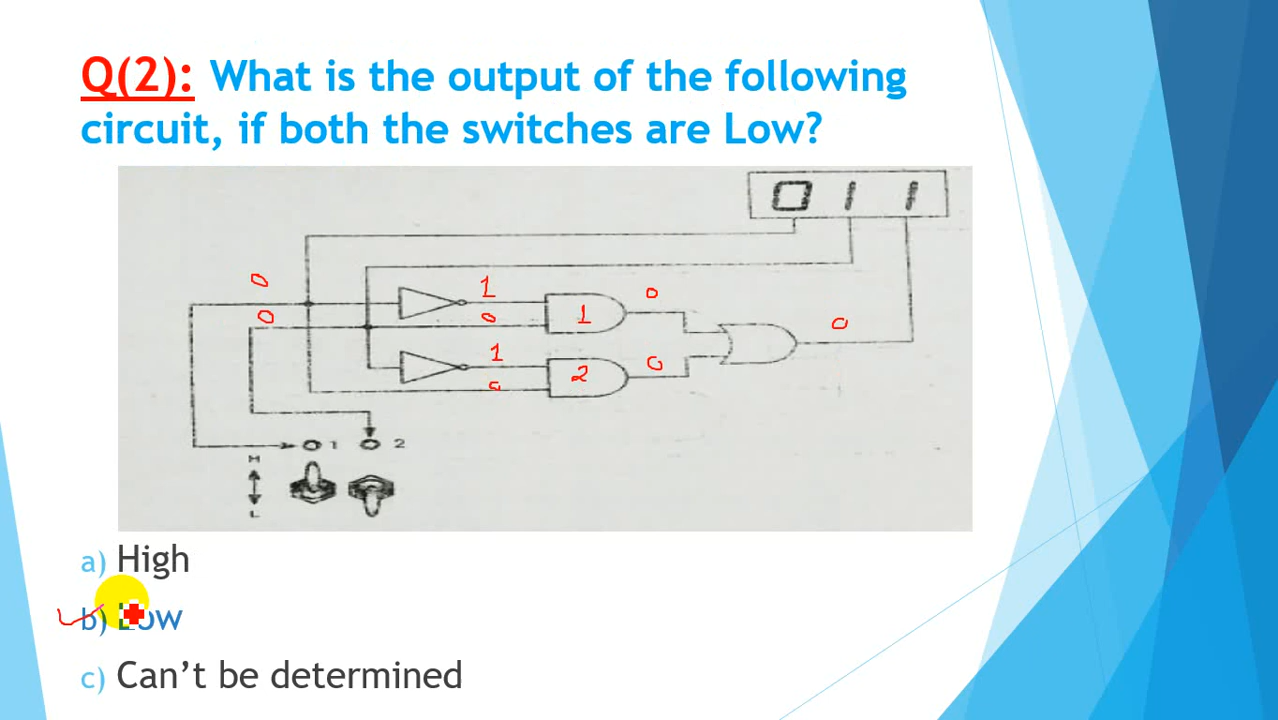 Q(2): What is the output of the following
circuit, if both the switches are Low?
0 1 1
0
1
0
0
0
1
0
1
0
2
0
1 2
H
L
a) High
b) Low
c) Can't be determined